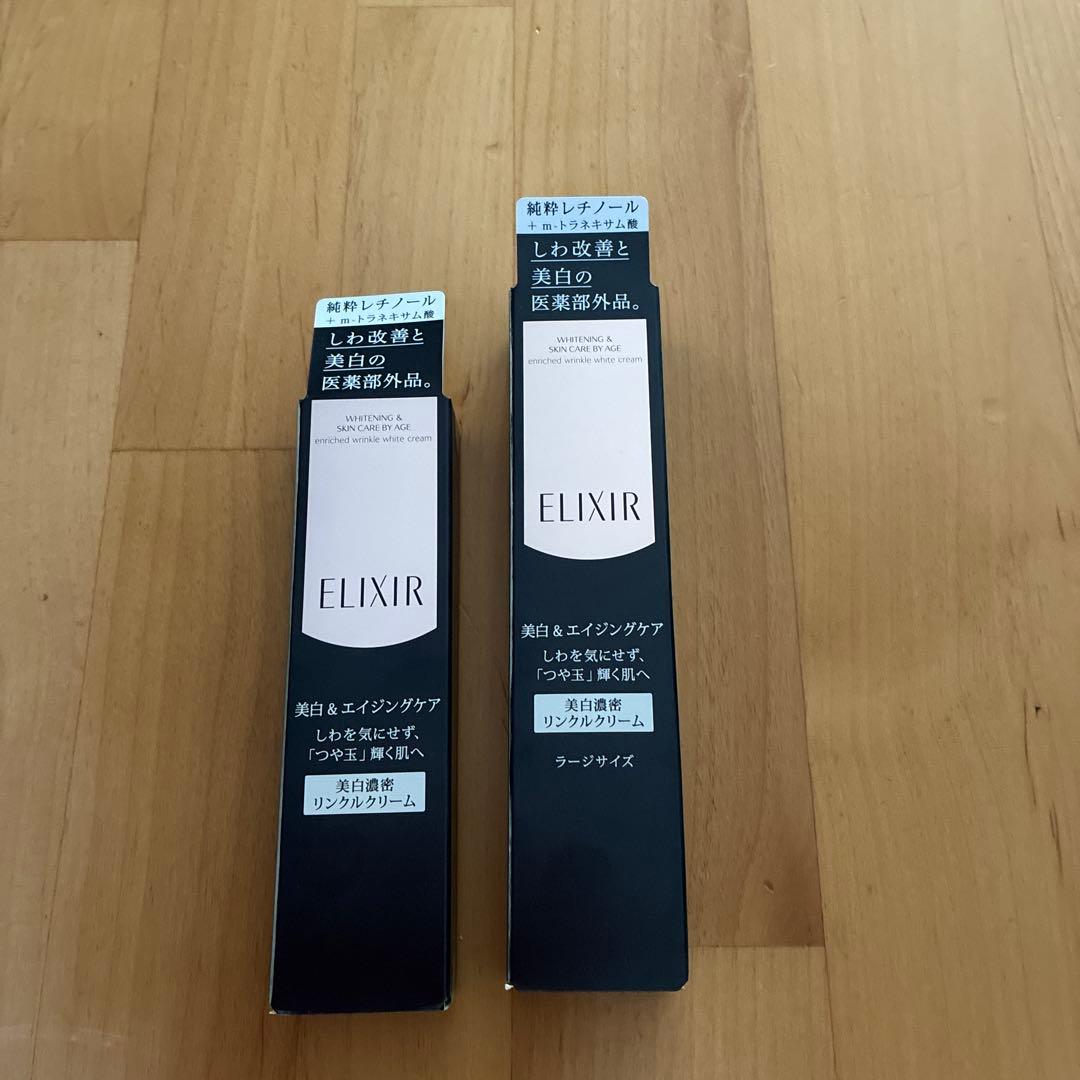 純粋レチノール
+ m-トラネキサム酸
しわ改善と
美白の
医薬部外品。
WHITENING &
SKIN CARE BY AGE
enriched wrinkle white cream
ELIXIR
美白&エイジングケア
しわを気にせず、
「つや玉」輝く肌へ
美白濃密
リンクルクリーム
純粋レチノール
+ m-トラネキサム酸
しわ改善と
美白の
医薬部外品。
WHITENING &
SKIN CARE BY AGE
enriched wrinkle white cream
ELIXIR
美白&エイジングケア
しわを気にせず、
「つや玉」輝く肌へ
美白濃密
リンクルクリーム
ラージサイズ